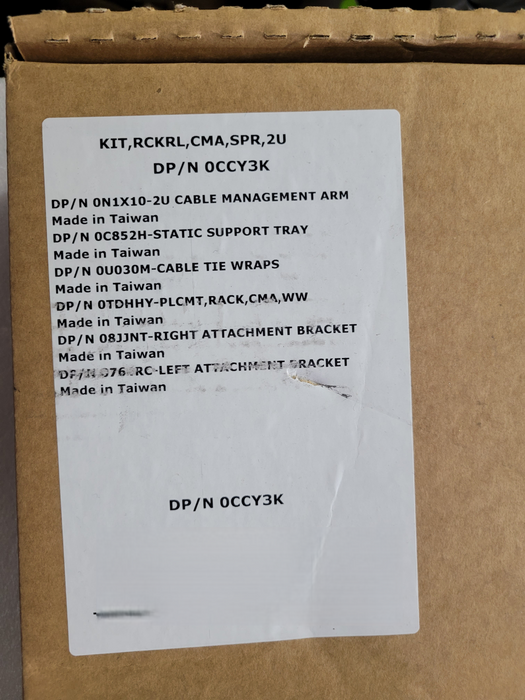 KIT,RCKRL,CMA,SPR,2U
DP/N 0CCY3K
DP/N 0N1X10-2U CABLE MANAGEMENT ARM
Made in Taiwan
DP/N 0C852H-STATIC SUPPORT TRAY
Made in Taiwan
DP/N 0U030M-CABLE TIE WRAPS
Made in Taiwan
DP/N 0TDHHY-PLCMT,RACK,CMA,WW
Made in Taiwan
DP/N 08JJNT-RIGHT ATTACHMENT BRACKET
Made in Taiwan
DP/N LEFT ATTACHMENT BRACKET
Made in Taiwan
DP/N 0CCY3K